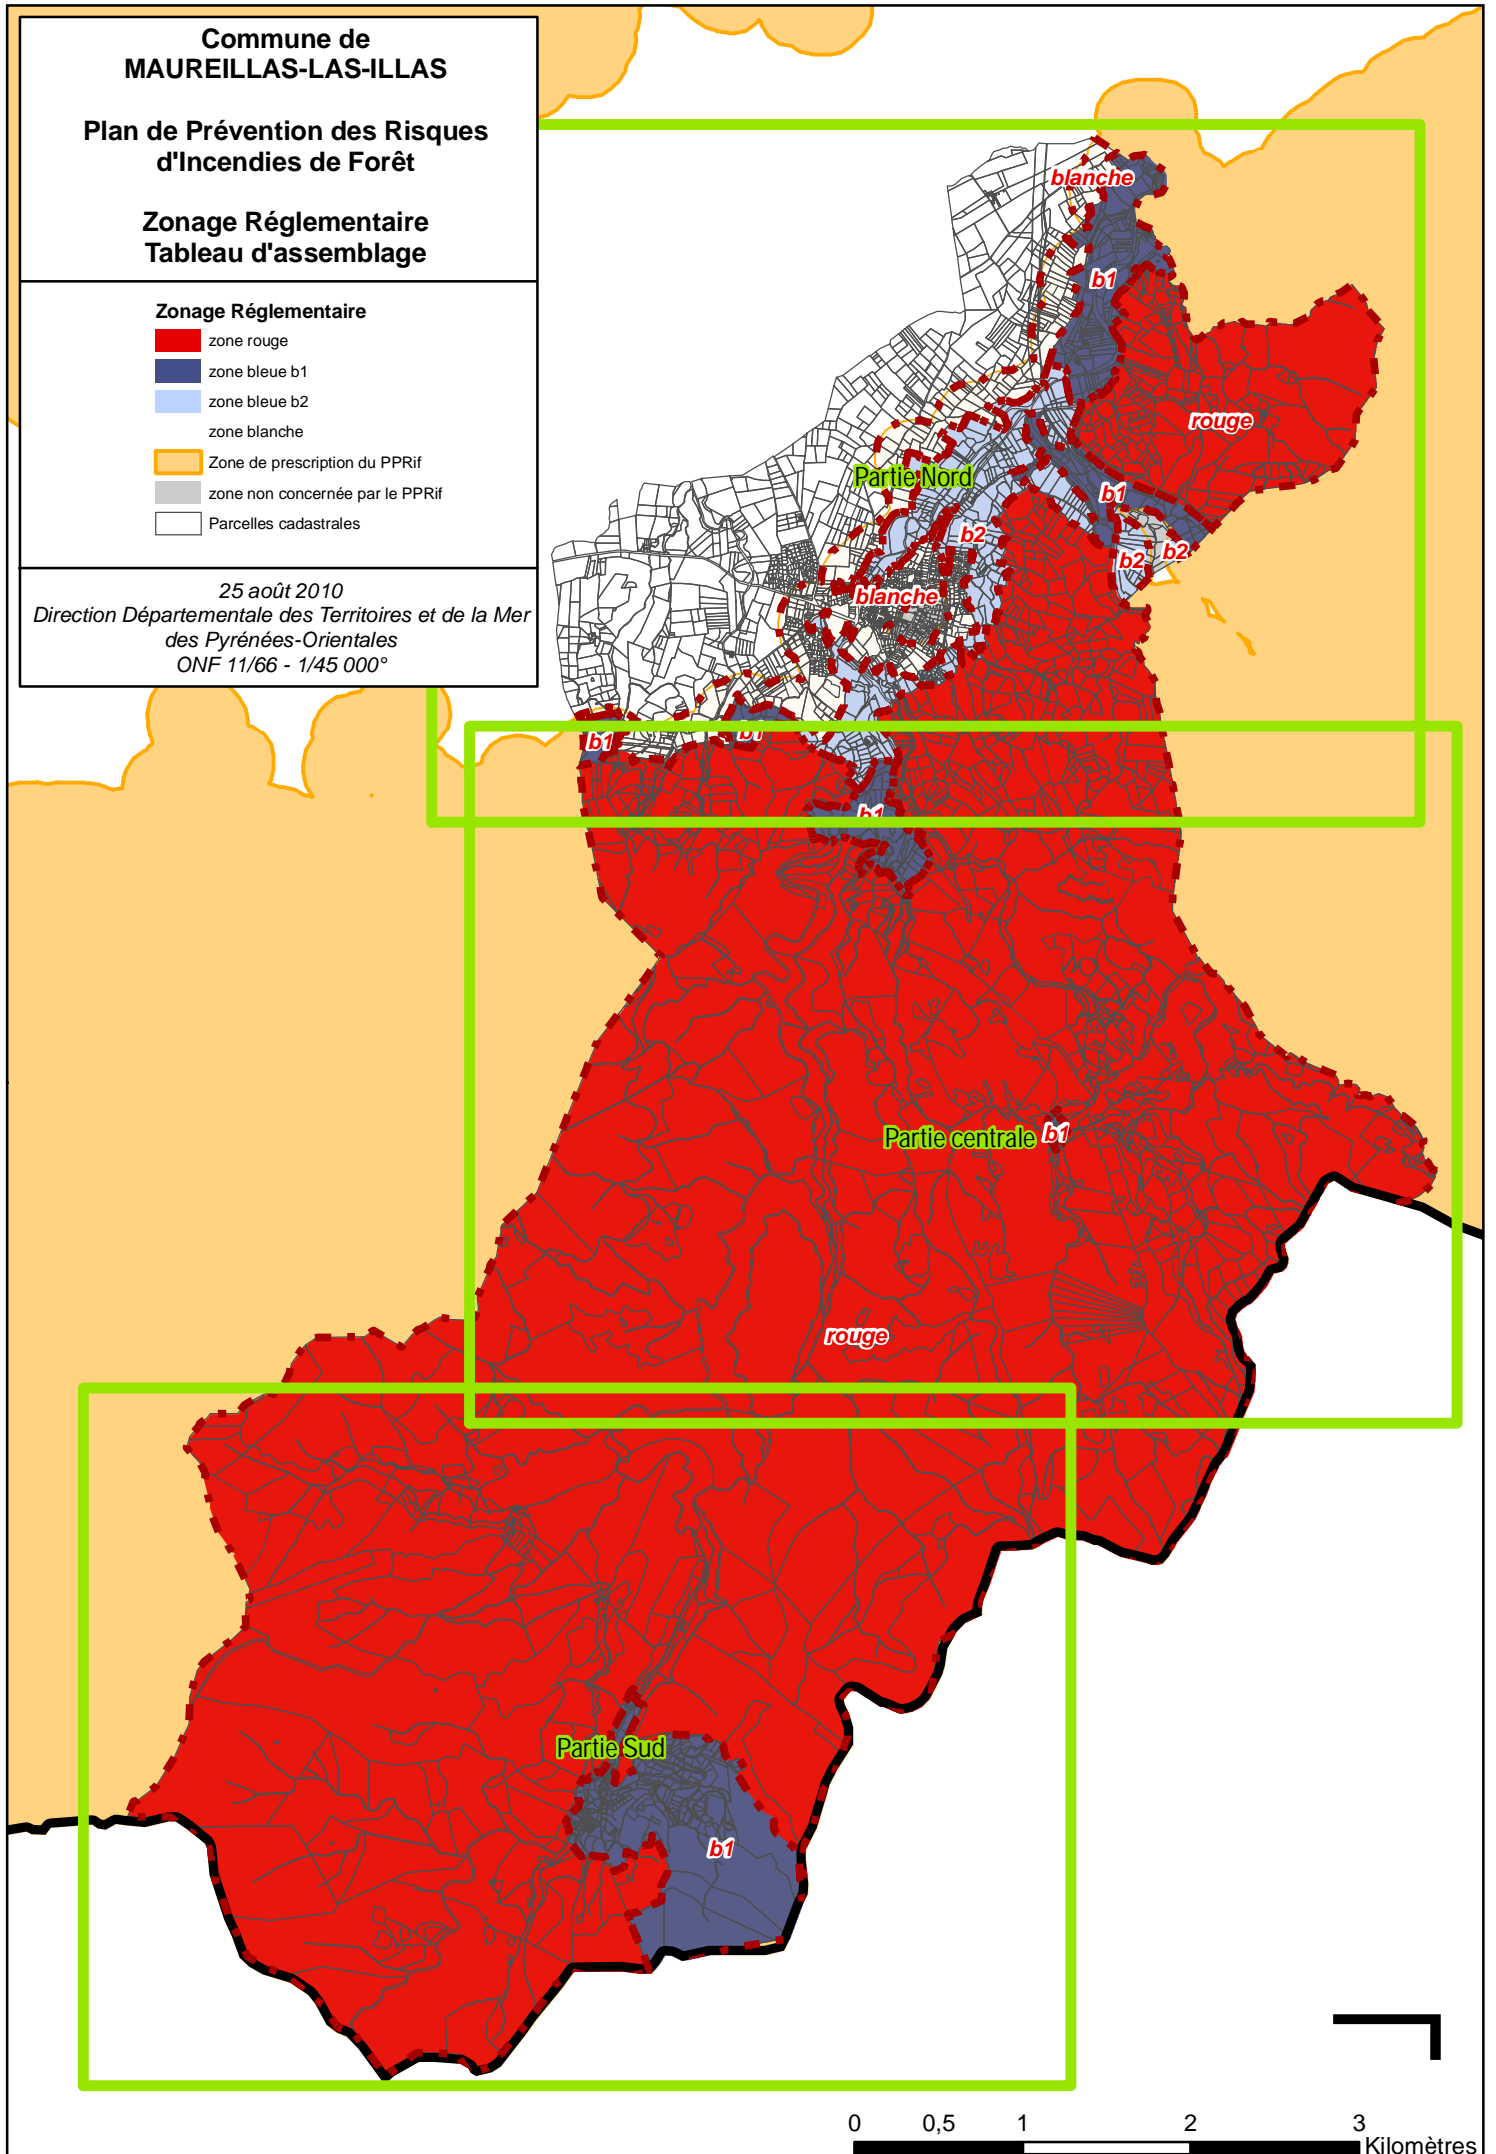 Commune de
MAUREILLAS-LAS-ILLAS
Plan de Prévention des Risques
d'Incendies de Forêt
Zonage Réglementaire
Tableau d'assemblage
Zonage Réglementaire
zone rouge
zone bleue b1
zone bleue b2
zone blanche
Zone de prescription du PPRif
zone non concernée par le PPRif
Parcelles cadastrales
25 août 2010
Direction Départementale des Territoires et de la Mer
des Pyrénées-Orientales
ONF 11/66 - 1/45 000°
blanche
b1
rouge
Partie Nord
b1
b2
b2
b2
blanche
b1
b1
b1
Partie centrale
b1
rouge
Partie Sud
b1
0 0,5 1 2 3
Kilomètres